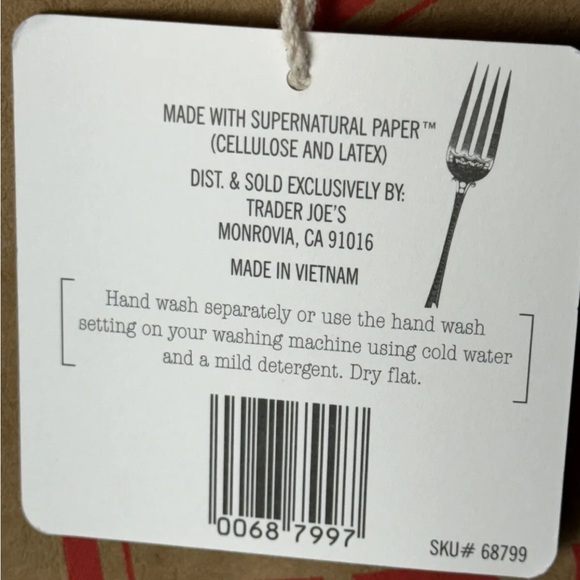 MADE WITH SUPERNATURAL PAPER™
(CELLULOSE AND LATEX)
DIST. & SOLD EXCLUSIVELY BY:
TRADER JOE'S
MONROVIA, CA 91016
MADE IN VIETNAM
Hand wash separately or use the hand wash
setting on your washing machine using cold water
and a mild detergent. Dry flat.
0068 7997
SKU# 68799